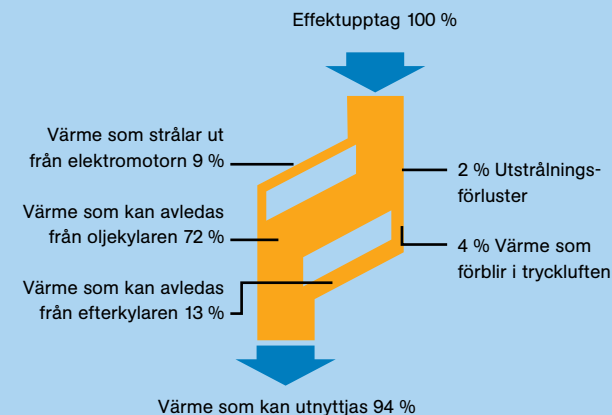 Effektupptag 100 %
Värme som strålar ut
från elektromotorn 9 %
2 % Utstrålnings-
förluster
Värme som kan avledas
från oljekylaren 72 %
4 % Värme som
förblir i tryckluften
Värme som kan avledas
från efterkylaren 13 %
Värme som kan utnyttjas 94 %